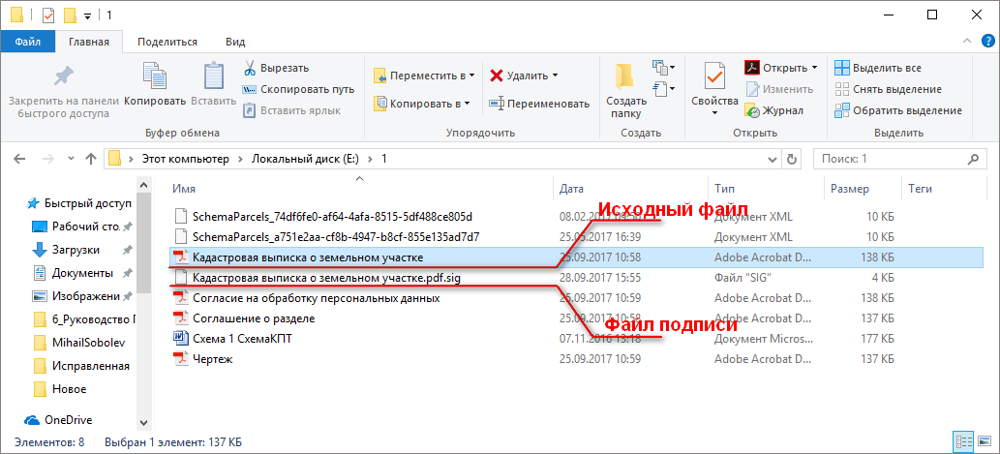 1
Файл Главная Поделиться Вид
Закрепить на панели быстрого доступа
Копировать
Вставить
Вырезать
Скопировать путь
Вставить ярлык
Буфер обмена
Переместить в
Копировать в
Удалить
Переименовать
Упорядочить
Создать папку
Создать
Свойства
Открыть
Изменить
Журнал
Открыть
Выделить все
Снять выделение
Обратить выделение
Выделить
Этот компьютер Локальный диск (E:) 1
Поиск: 1
Быстрый доступ
Рабочий сто.
Загрузки
Документы
Изображени
6_Руководство Г
MihailSobolev
Исправленная
Новое
OneDrive
Имя Дата Тип Размер Теги
SchemaParcels_74df6fe0-af64-4afa-8515-5df488ce805d 08.02.2017 Документ XML 10 КБ
SchemaParcels_a751e2aa-cf8b-4947-b8cf-855e135ad7d7 25.05.2017 16:39 Документ XML 10 КБ
Кадастровая выписка о земельном участке 25.09.2017 10:58 Adobe Acrobat D... 138 КБ
Кадастровая выписка о земельном участке.pdf.sig 28.09.2017 15:55 Файл "SIG" 4 КБ
Согласие на обработку персональных данных 25.09.2017 10:59 Adobe Acrobat D... 138 КБ
Соглашение о разделе 25.09.2017 10:58 Adobe Acrobat D... 137 КБ
Схема 1 СхемаКПТ 07.11.2016 13:18 Документ Micros... 177 КБ
Чертеж 25.09.2017 10:59 Adobe Acrobat D... 137 КБ
Исходный файл
Файл подписи
Элементов: 8 Выбран 1 элемент: 137 КБ